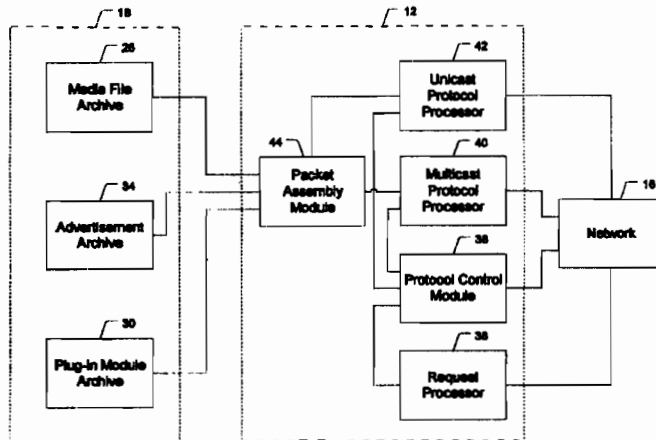 18
26
Media File
Archive
34
Advertisement
Archive
30
Plug-in Module
Archive
12
44
Packet
Assembly
Module
42
Unicast
Protocol
Processor
40
Multicast
Protocol
Processor
Protocol Control
Module
Request
Processor
16
Network